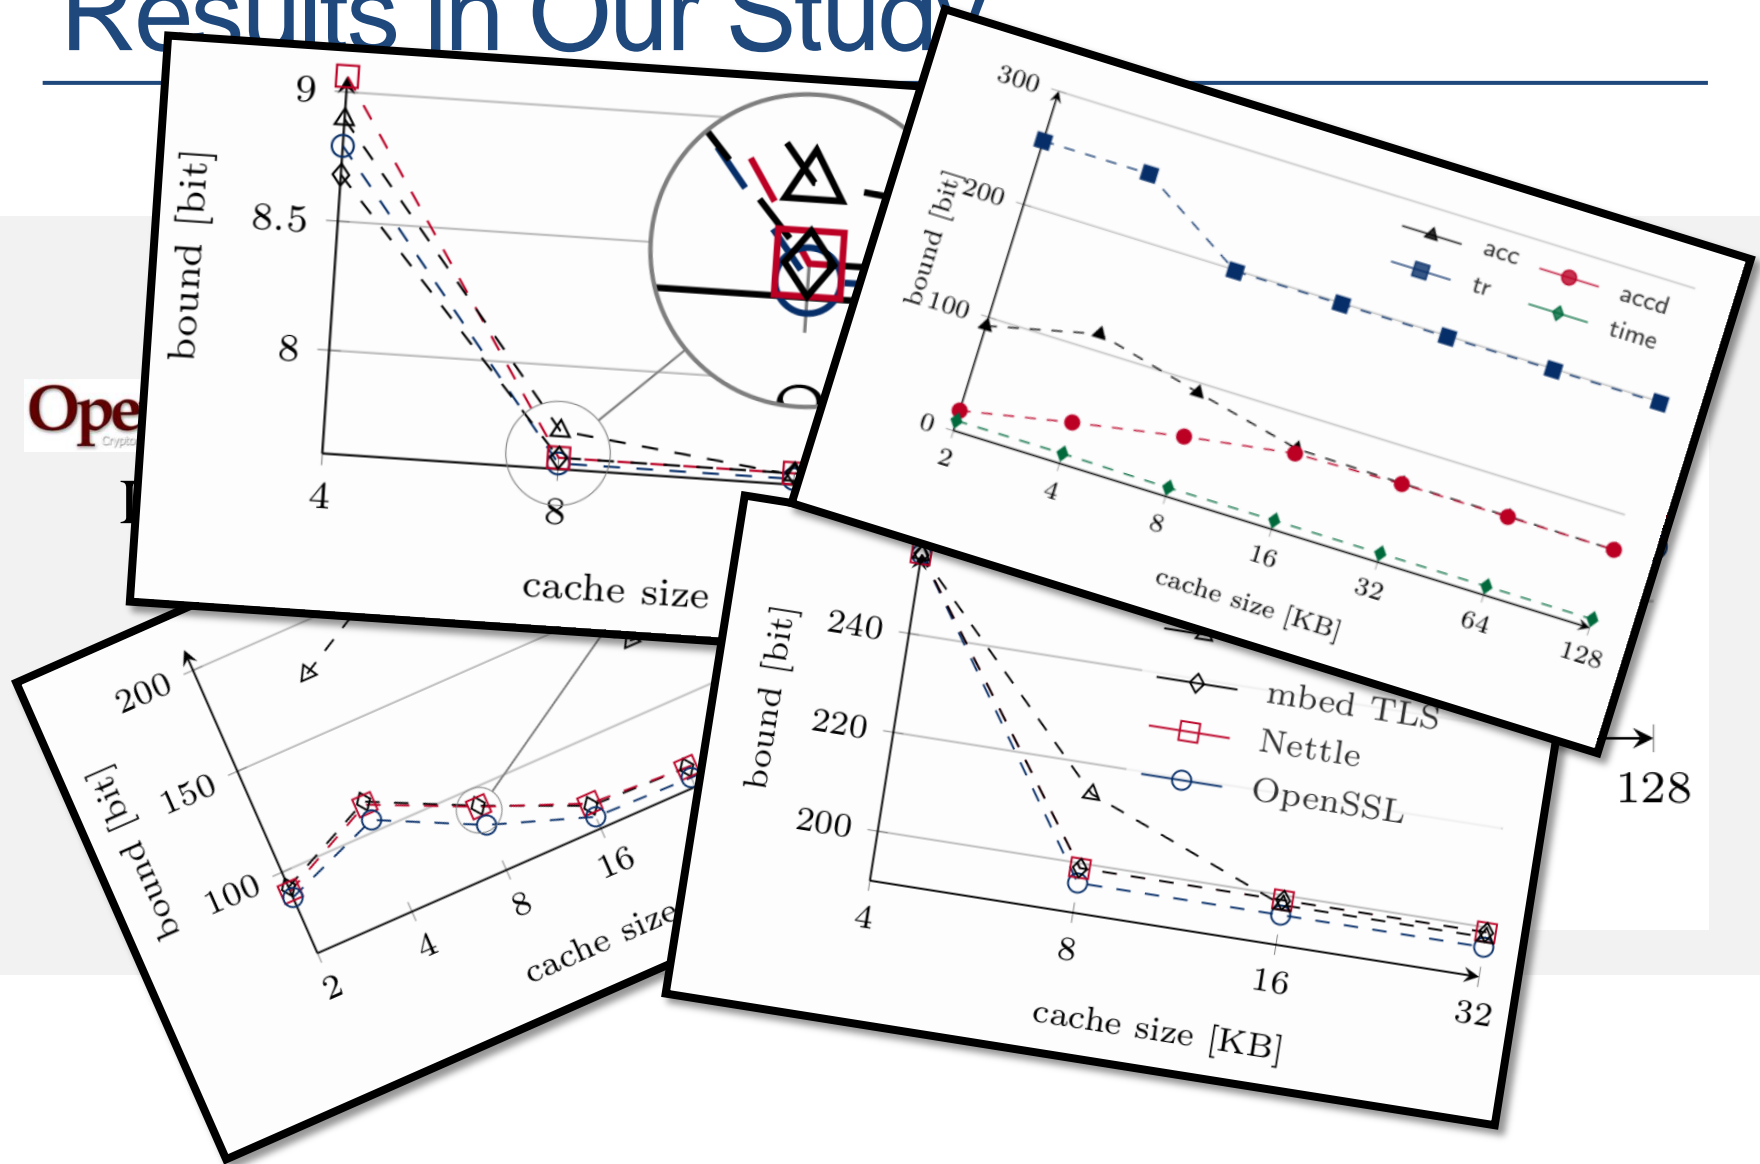 Results in Our Study
9
8.5
8
bound [bit]
4
8
cache size
300
200
100
0
bound [bit]
acc
accd
tr
time
2
4
8
16
32
64
128
cache size [KB]
Ope
Crypto
200
150
100
bound [bit]
2
4
8
16
cache size
240
220
200
bound [bit]
mbed TLS
Nettle
OpenSSL
4
8
16
32
cache size [KB]
128